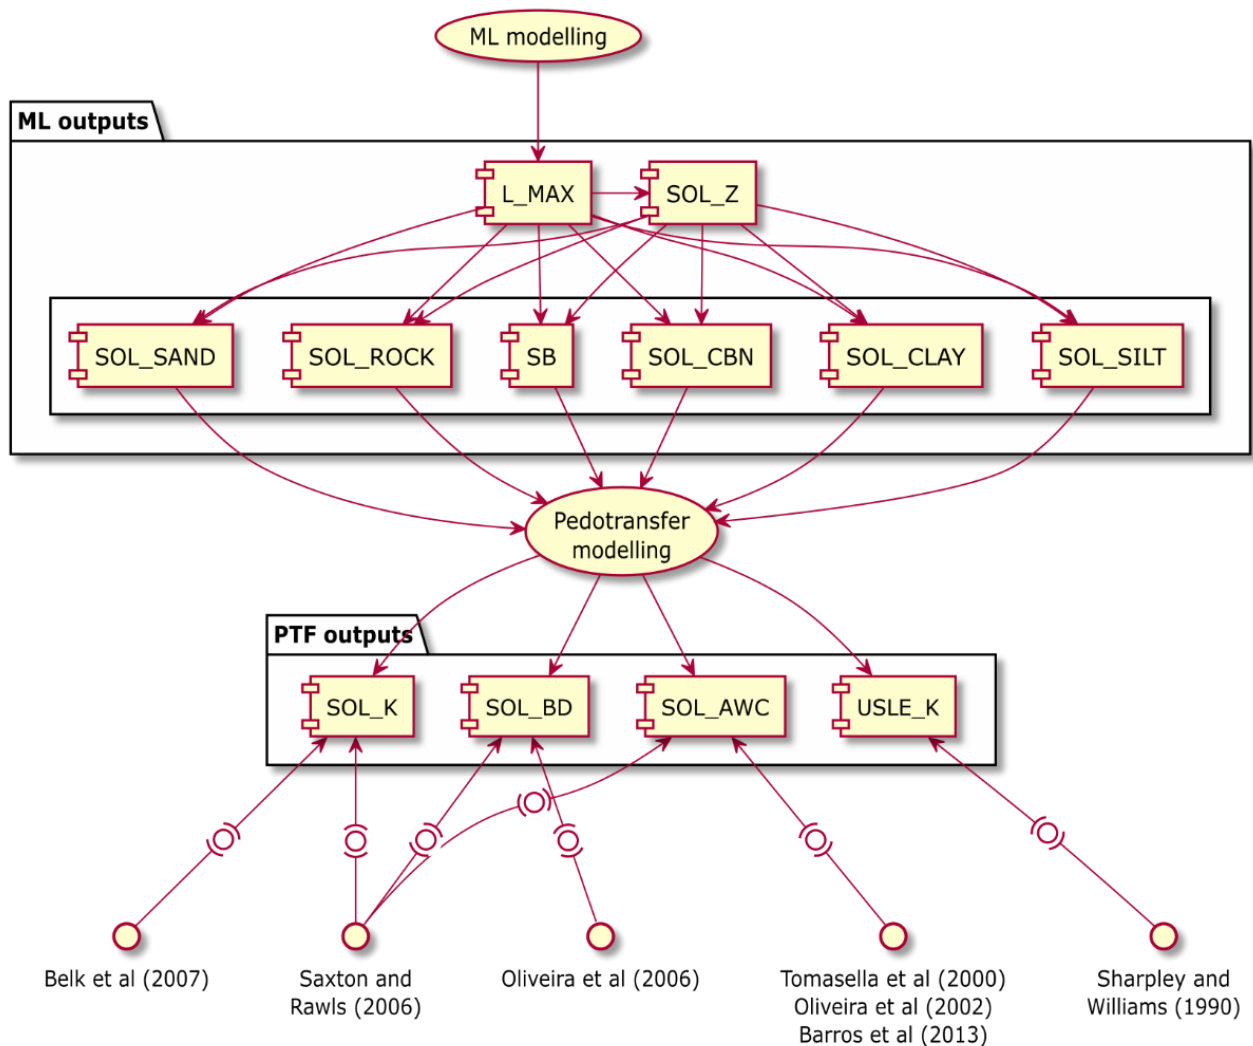 ML modelling
ML outputs
L_MAX
SOL_Z
SOL_SAND
SOL_ROCK
SB
SOL_CBN
SOL_CLAY
SOL_SILT
Pedotransfer
modelling
PTF outputs
SOL_K
SOL_BD
SOL_AWC
USLE_K
Belk et al (2007)
Saxton and
Rawls (2006)
Oliveira et al (2006)
Tomasella et al (2000)
Oliveira et al (2002)
Barros et al (2013)
Sharpley and
Williams (1990)